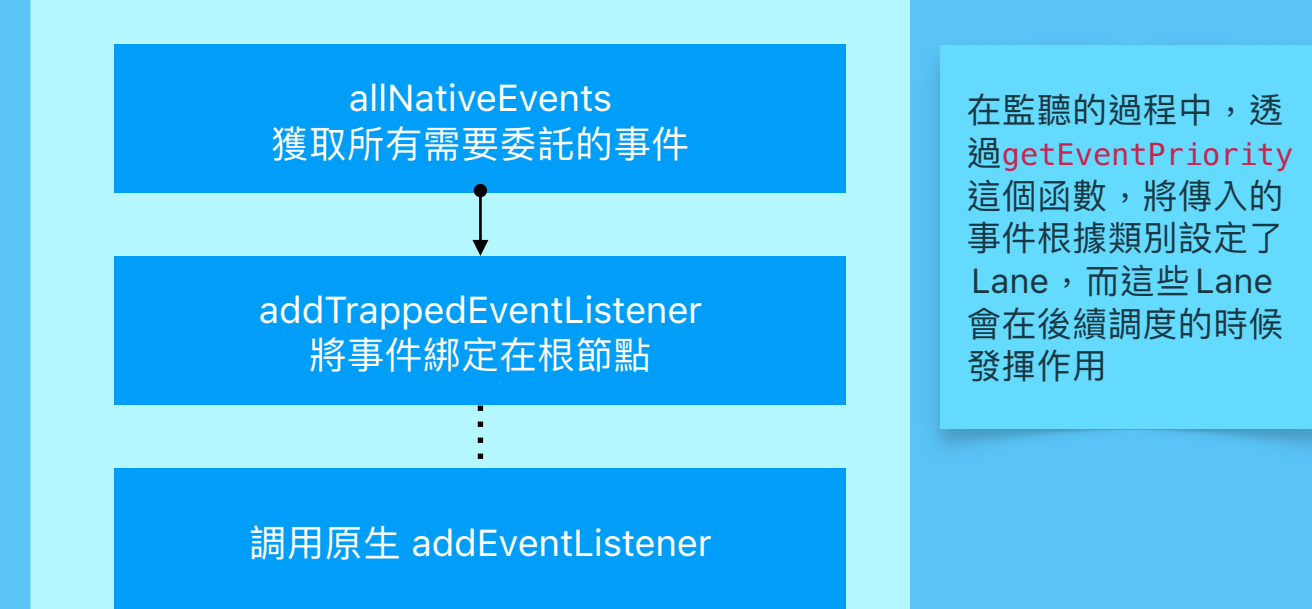 allNativeEvents
獲取所有需要委託的事件
addTrappedEventListener
將事件綁定在根節點
調用原生 addEventListener
在監聽的過程中，透
過getEventPriority
這個函數，將傳入的
事件根據類別設定了
Lane，而這些 Lane
會在後續調度的時候
發揮作用